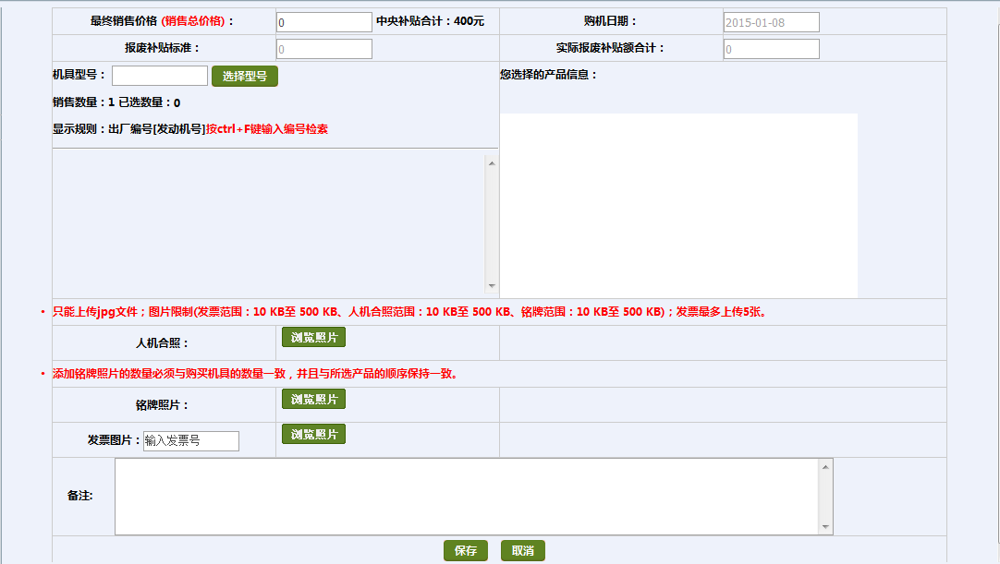 最终销售价格 (销售总价格)： 0 中央补贴合计：400元 购机日期： 2015-01-08
报废补贴标准： 0 实际报废补贴额合计： 0
机具型号： 选择型号 您选择的产品信息：
销售数量：1 已选数量：0
显示规则：出厂编号[发动机号]按ctrl+F键输入编号检索
• 只能上传jpg文件；图片限制(发票范围：10 KB至 500 KB、人机合照范围：10 KB至 500 KB、铭牌范围：10 KB至 500 KB)；发票最多上传5张。
人机合照： 浏览照片
• 添加铭牌照片的数量必须与购买机具的数量一致，并且与所选产品的顺序保持一致。
铭牌照片： 浏览照片
发票图片：输入发票号 浏览照片
备注:
保存 取消